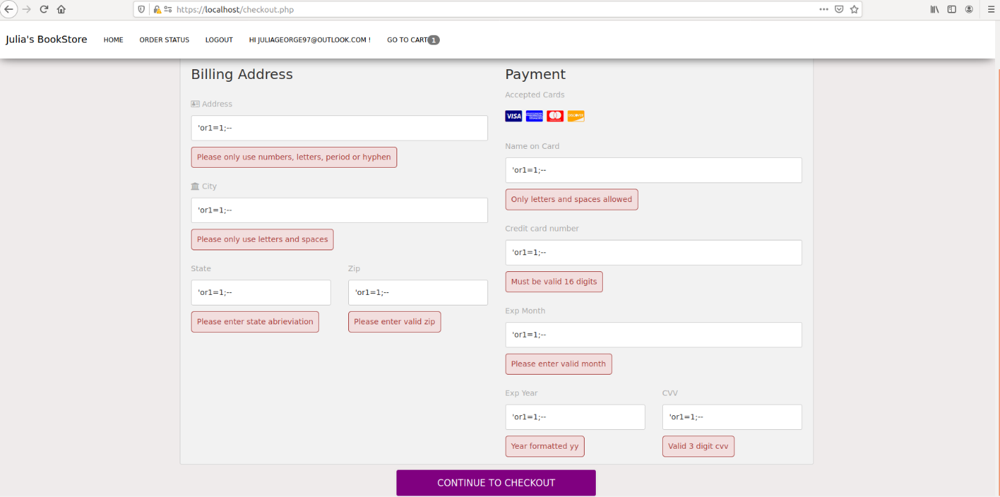 https://localhost/checkout.php
Julia's BookStore HOME ORDER STATUS LOGOUT HI JULIAGEORGE97@OUTLOOK.COM ! GO TO CART 1
Billing Address
Address
'or1=1;--
Please only use numbers, letters, period or hyphen
City
'or1=1;--
Please only use letters and spaces
State Zip
'or1=1;-- 'or1=1;--
Please enter state abrieviation Please enter valid zip
Payment
Accepted Cards
VISA AMERICAN EXPRESS DISCOVER
Name on Card
'or1=1;--
Only letters and spaces allowed
Credit card number
'or1=1;--
Must be valid 16 digits
Exp Month
'or1=1;--
Please enter valid month
Exp Year CVV
'or1=1;-- 'or1=1;--
Year formatted yy Valid 3 digit cvv
CONTINUE TO CHECKOUT